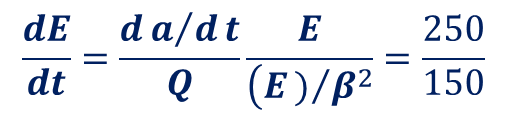 dE/dt = (d a/d t)/Q E/((E )/β²) = 250/150